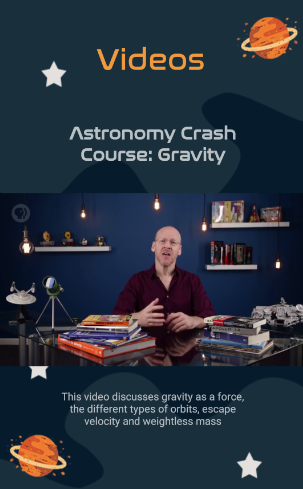 Videos
Astronomy Crash
Course: Gravity
This video discusses gravity as a force,
the different types of orbits, escape
velocity and weightless mass